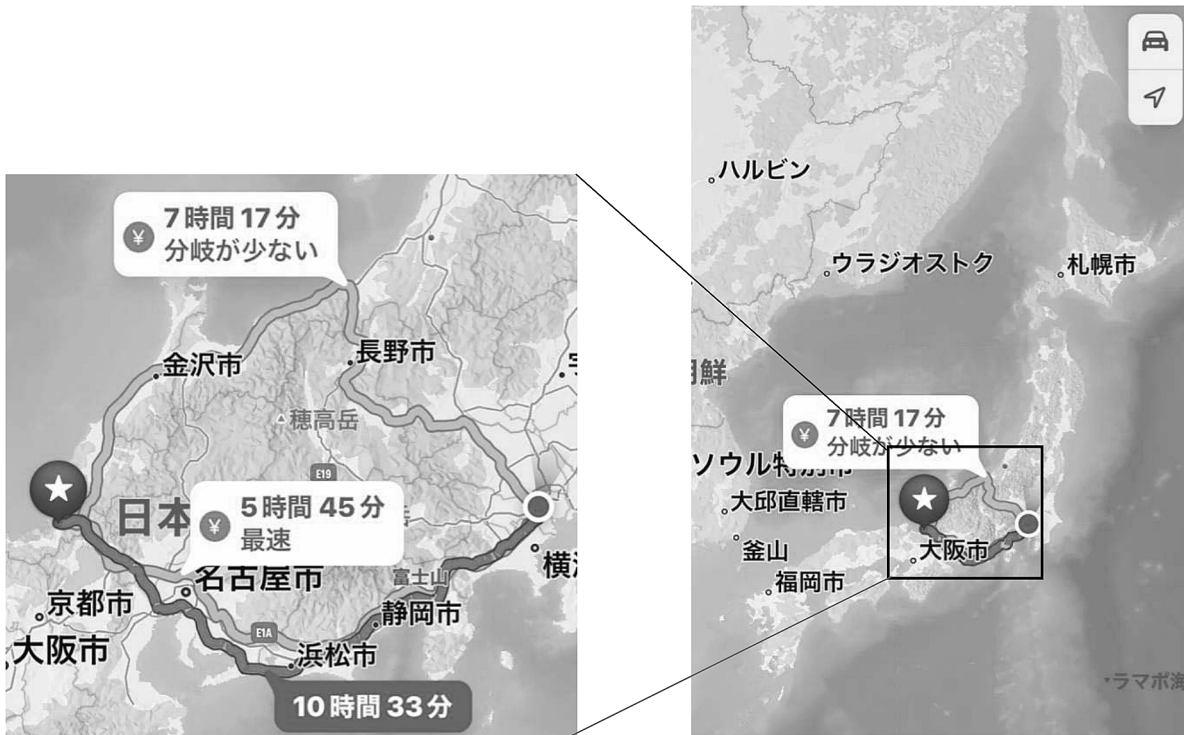 ¥ 7時間 17分
分岐が少ない
長野市
金沢市
穂高岳
E19
¥ 5時間 45分
最速
日本
名古屋市
富士山
京都市
静岡市
大阪市
E1A
浜松市
10時間 33分
ハルビン
ウラジオストク
札幌市
鮮
¥ 7時間 17分
分岐が少ない
ソウル特別市
大邱直轄市
釜山
大阪市
福岡市
ラマポ海